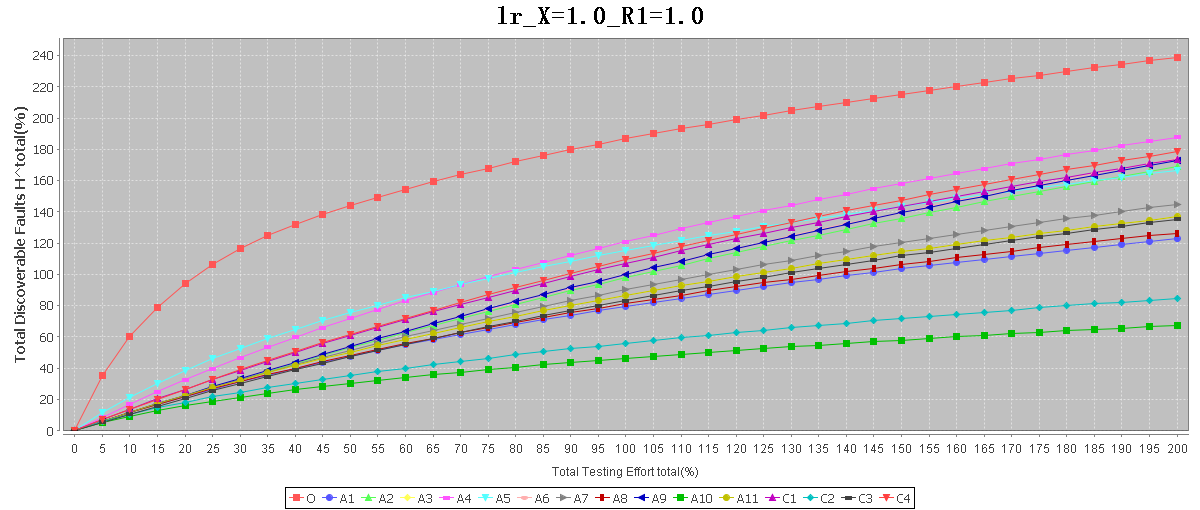 lr_X=1.0_R1=1.0
Total Discoverable Faults H^total(%)
240
220
200
180
160
140
120
100
80
60
40
20
0
0 5 10 15 20 25 30 35 40 45 50 55 60 65 70 75 80 85 90 95 100 105 110 115 120 125 130 135 140 145 150 155 160 165 170 175 180 185 190 195 200
Total Testing Effort total(%)
O A1 A2 A3 A4 A5 A6 A7 A8 A9 A10 A11 C1 C2 C3 C4